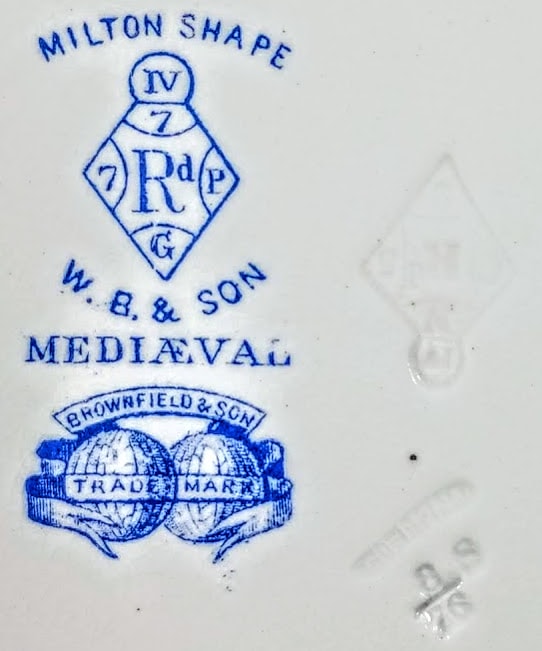 MILTON SHAPE
IV
7
7 Rd P
G
W. B. & SON
MEDIÆVAL
BROWNFIELD & SON
TRADE MARK